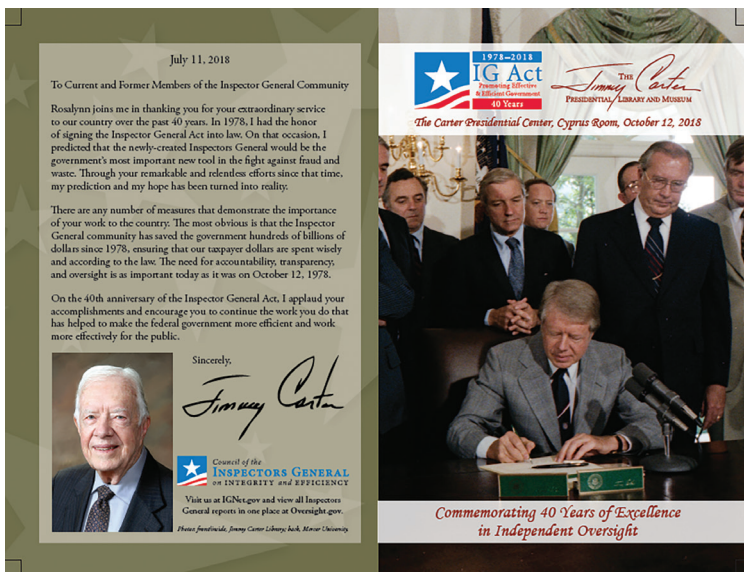 July 11, 2018
To Current and Former Members of the Inspector General Community
Rosalynn joins me in thanking you for your extraordinary service
to our country over the past 40 years. In 1978, I had the honor
of signing the Inspector General Act into law. On that occasion, I
predicted that the newly-created Inspectors General would be the
government's most important new tool in the fight against fraud and
waste. Through your remarkable and relentless efforts since that time,
my prediction and my hope has been turned into reality.
There are any number of measures that demonstrate the importance
of your work to the country. The most obvious is that the Inspector
General community has saved the government hundreds of billions of
dollars since 1978, ensuring that our taxpayer dollars are spent wisely
and according to the law. The need for accountability, transparency,
and oversight is as important today as it was on October 12, 1978.
On the 40th anniversary of the Inspector General Act, I applaud your
accomplishments and encourage you to continue the work you do that
has helped to make the federal government more efficient and work
more effectively for the public.
Sincerely,
Jimmy Carter
Council of the
INSPECTORS GENERAL
on INTEGRITY and EFFICIENCY
Visit us at IGNet.gov and view all Inspectors
General reports in one place at Oversight.gov.
Photos front/inside, Jimmy Carter Library; back, Mercer University
1978–2018
IG Act
Promoting Effective
& Efficient Government
40 Years
THE
Jimmy Carter
PRESIDENTIAL LIBRARY AND MUSEUM
The Carter Presidential Center, Cyprus Room, October 12, 2018
Commemorating 40 Years of Excellence
in Independent Oversight